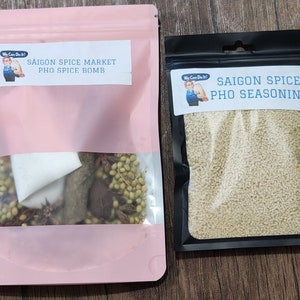 We Can Do It!
SAIGON SPICE MARKET
PHO SPICE BOMB
We Can Do It!
SAIGON SPICE
PHO SEASONIN